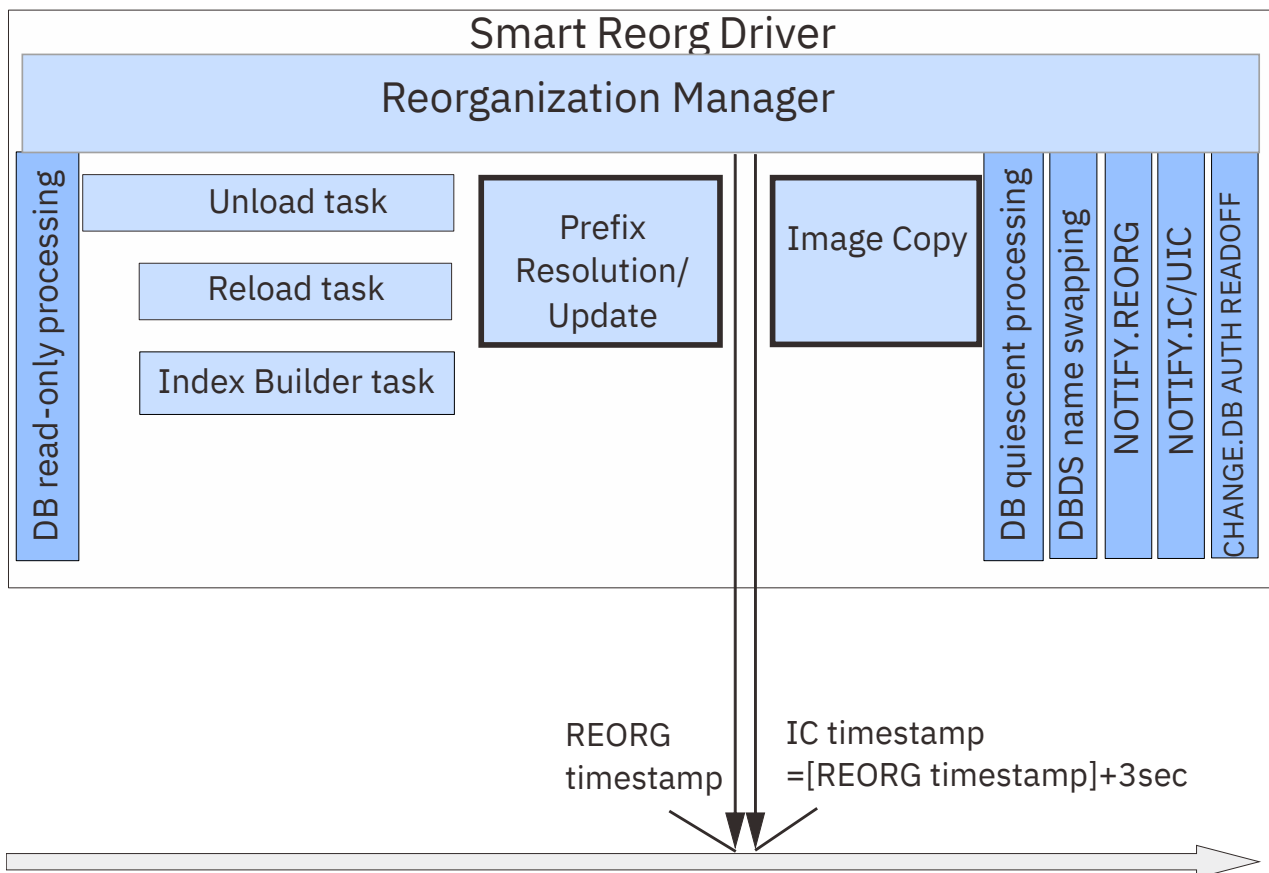 Smart Reorg Driver
Reorganization Manager
DB read-only processing
Unload task
Reload task
Index Builder task
Prefix
Resolution/
Update
Image Copy
DB quiescent processing
DBDS name swapping
NOTIFY.REORG
NOTIFY.IC/UIC
CHANGE.DB AUTH READOFF
REORG
timestamp
IC timestamp
=[REORG timestamp]+3sec